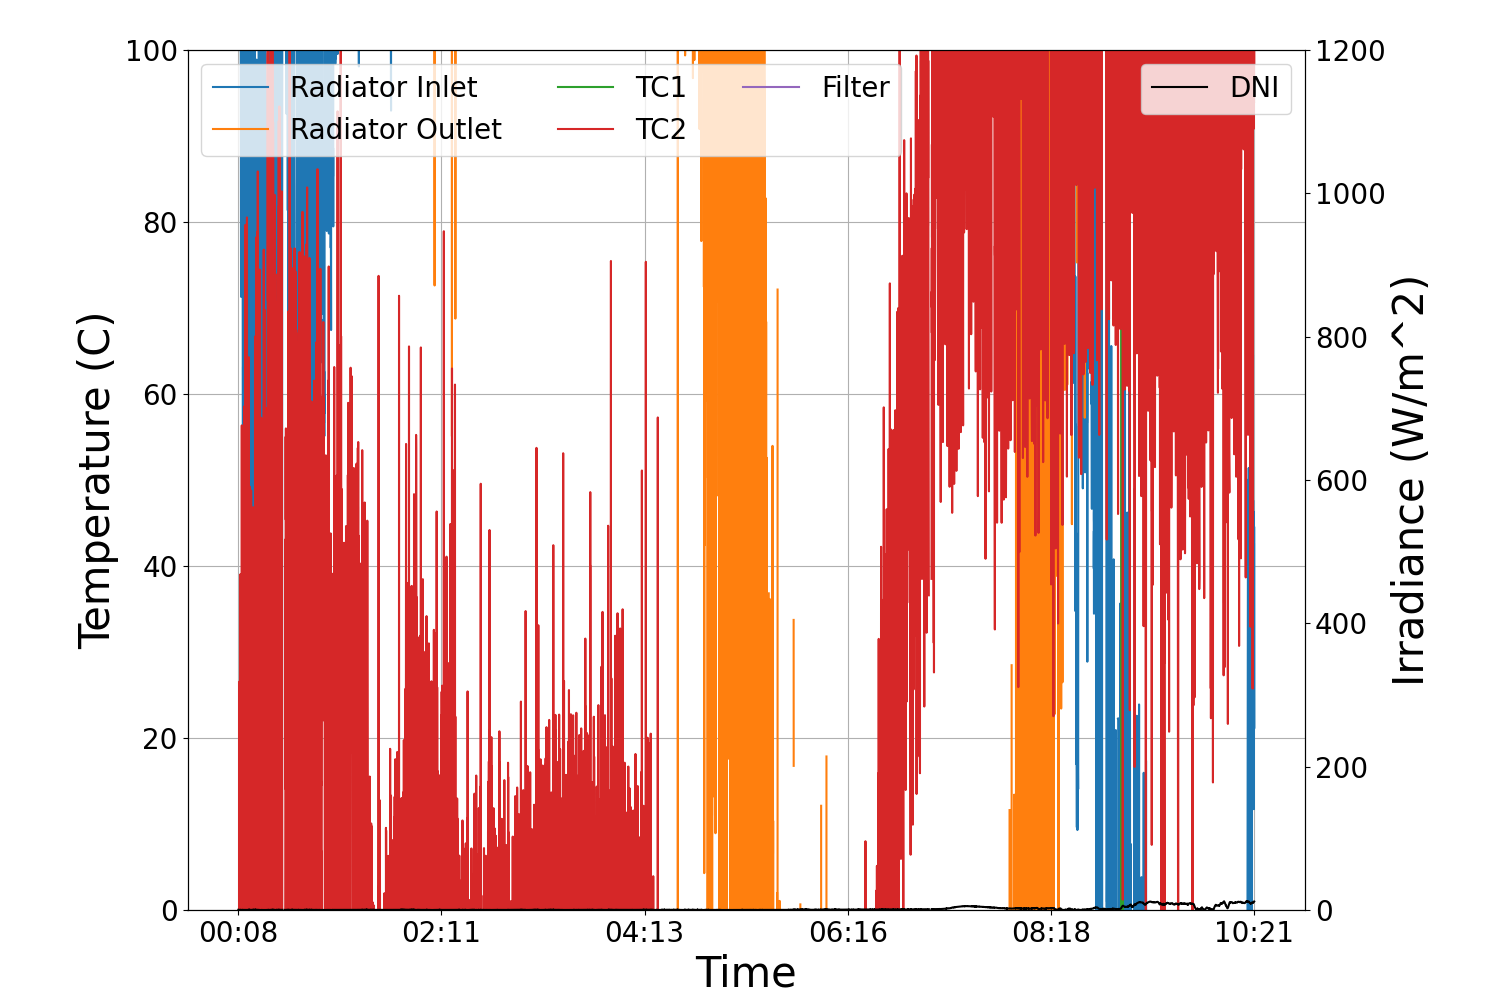 100 1200
Radiator Inlet TC1 Filter DNI
Radiator Outlet TC2
80 1000
800
60
600
40
400
20
200
0 0
00:08 02:11 04:13 06:16 08:18 10:21
Time
Temperature (C)
Irradiance (W/m^2)